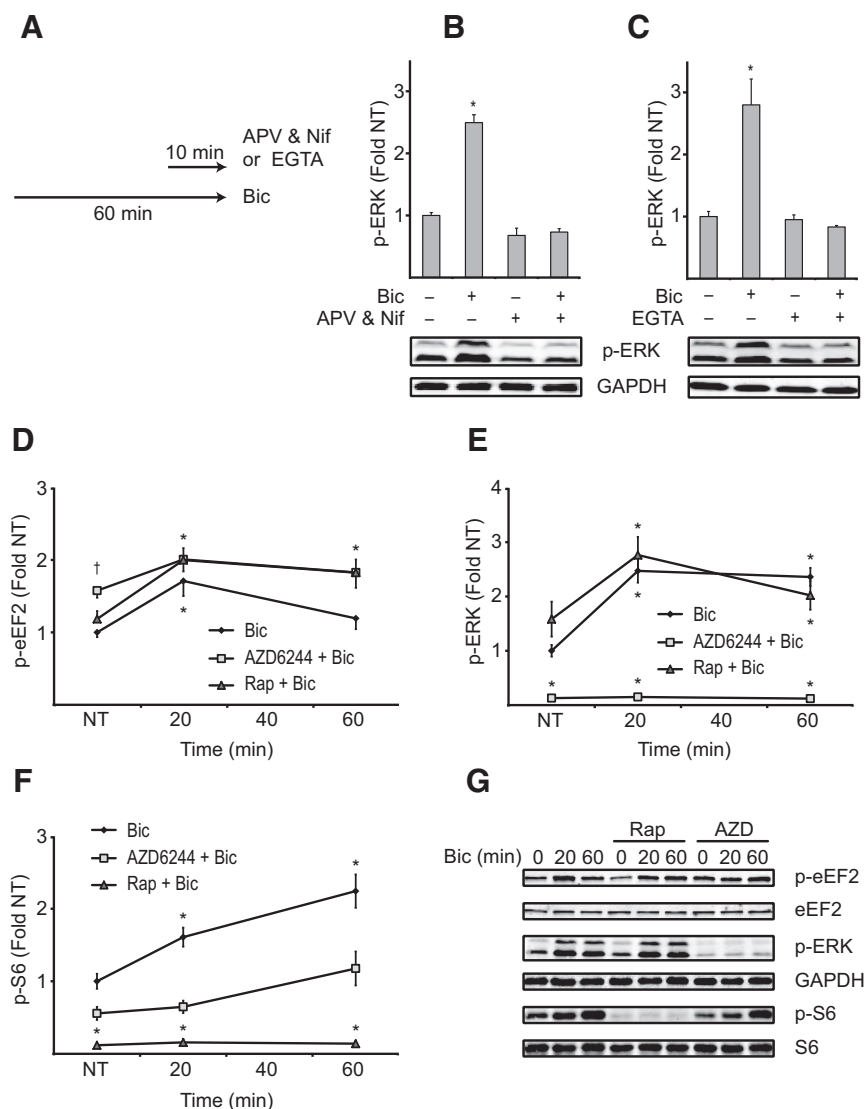 A
10 min
APV & Nif
or EGTA
Bic
60 min
B
p-ERK (Fold NT)
3
2
1
*
Bic – + – +
APV & Nif – – + +
C
p-ERK (Fold NT)
3
2
1
*
Bic – + – +
EGTA – – + +
p-ERK
GAPDH
D
p-eEF2 (Fold NT)
3
2
1
†
*
*
*
Bic
AZD6244 + Bic
Rap + Bic
NT 20 40 60
Time (min)
E
p-ERK (Fold NT)
4
3
2
1
*
*
*
*
Bic
AZD6244 + Bic
Rap + Bic
* * *
NT 20 40 60
Time (min)
F
p-S6 (Fold NT)
3
2
1
Bic
AZD6244 + Bic
Rap + Bic
*
*
* * *
NT 20 40 60
Time (min)
G
Rap AZD
Bic (min) 0 20 60 0 20 60 0 20 60
p-eEF2
eEF2
p-ERK
GAPDH
p-S6
S6